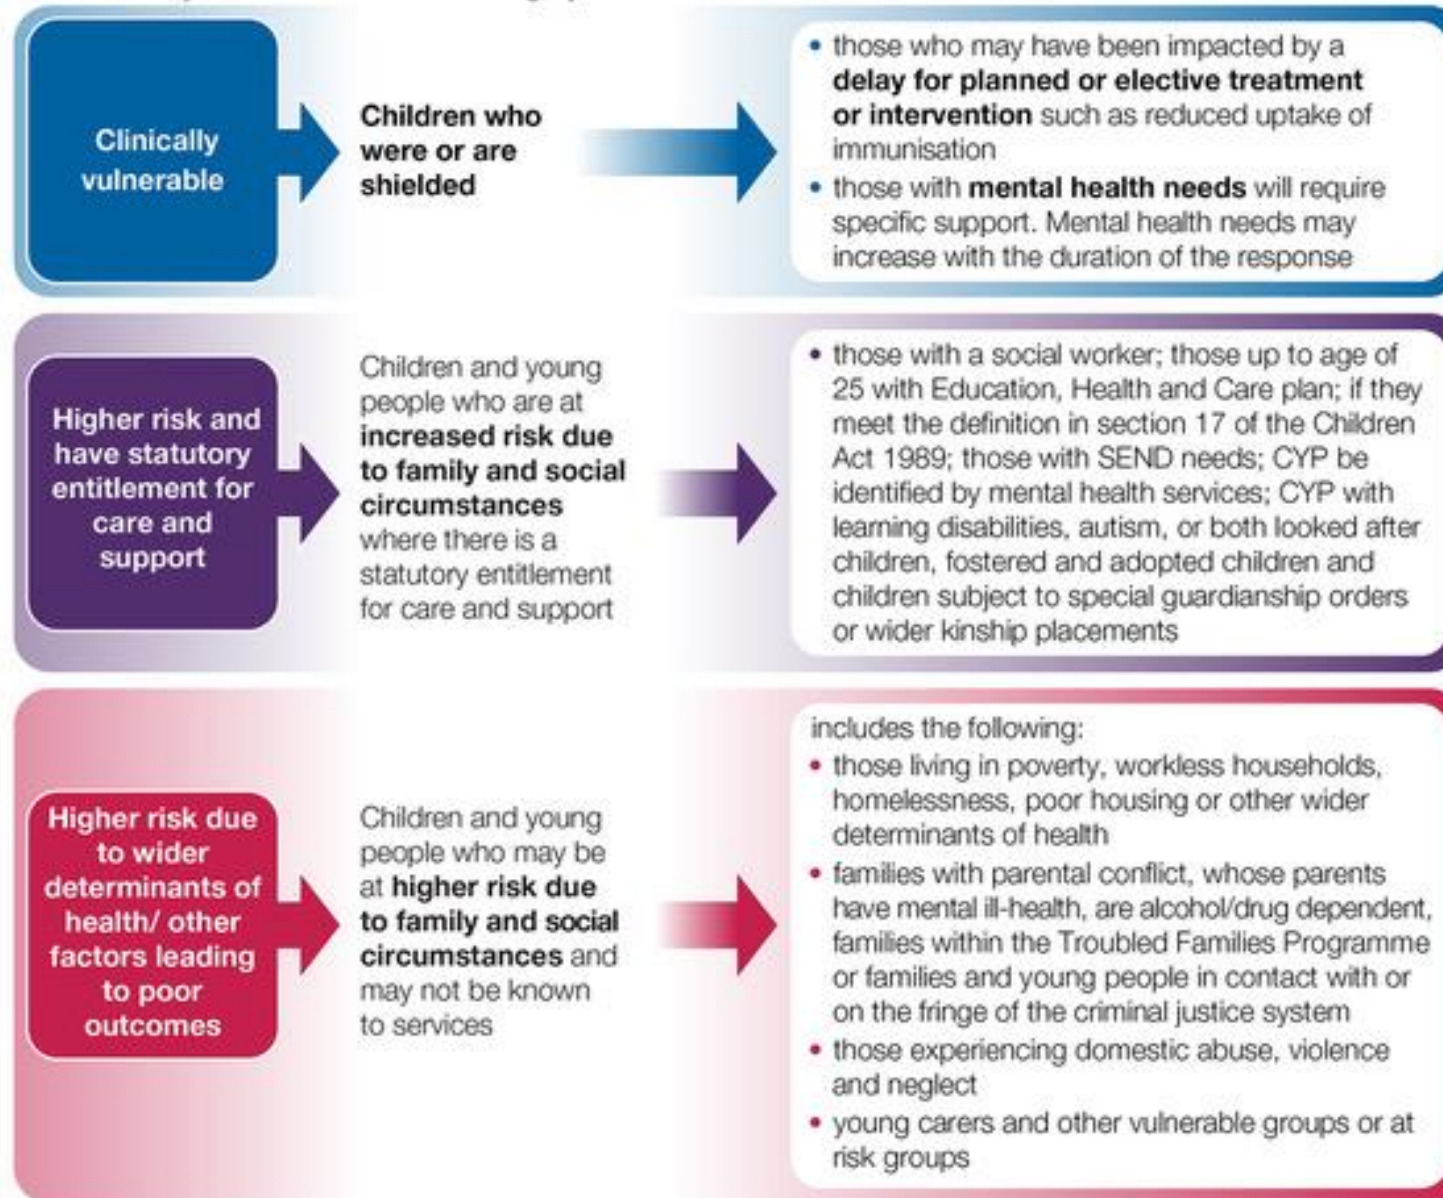 Clinically
vulnerable
Children who
were or are
shielded
• those who may have been impacted by a
delay for planned or elective treatment
or intervention such as reduced uptake of
immunisation
• those with mental health needs will require
specific support. Mental health needs may
increase with the duration of the response
Higher risk and
have statutory
entitlement for
care and
support
Children and young
people who are at
increased risk due
to family and social
circumstances
where there is a
statutory entitlement
for care and support
• those with a social worker; those up to age of
25 with Education, Health and Care plan; if they
meet the definition in section 17 of the Children
Act 1989; those with SEND needs; CYP be
identified by mental health services; CYP with
learning disabilities, autism, or both looked after
children, fostered and adopted children and
children subject to special guardianship orders
or wider kinship placements
Higher risk due
to wider
determinants of
health/ other
factors leading
to poor
outcomes
Children and young
people who may be
at higher risk due
to family and social
circumstances and
may not be known
to services
includes the following:
• those living in poverty, workless households,
homelessness, poor housing or other wider
determinants of health
• families with parental conflict, whose parents
have mental ill-health, are alcohol/drug dependent,
families within the Troubled Families Programme
or families and young people in contact with or
on the fringe of the criminal justice system
• those experiencing domestic abuse, violence
and neglect
• young carers and other vulnerable groups or at
risk groups